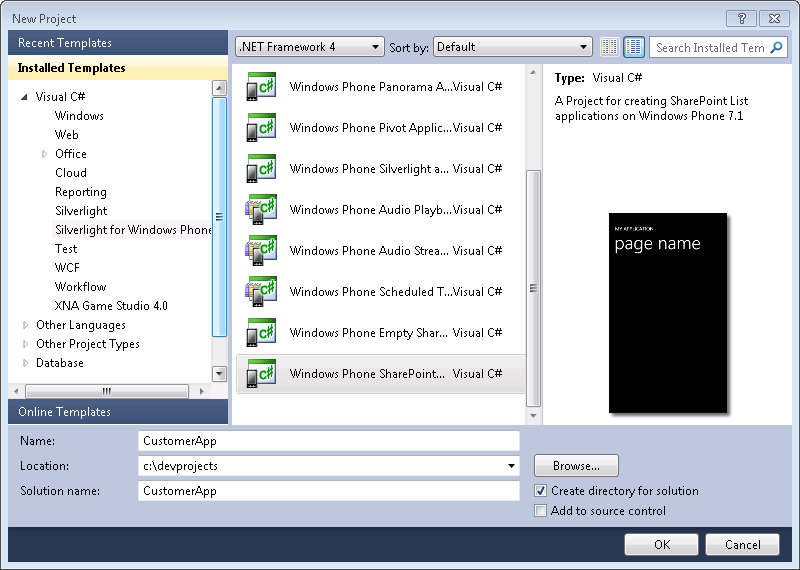 New Project
?
Recent Templates
.NET Framework 4
Sort by:
Default
Search Installed Tem
Installed Templates
Visual C#
Windows
Web
Office
Cloud
Reporting
Silverlight
Silverlight for Windows Phone
Test
WCF
Workflow
XNA Game Studio 4.0
Other Languages
Other Project Types
Database
Online Templates
Windows Phone Panorama A... Visual C#
Windows Phone Pivot Applic... Visual C#
Windows Phone Silverlight a... Visual C#
Windows Phone Audio Playb... Visual C#
Windows Phone Audio Strea... Visual C#
Windows Phone Scheduled T... Visual C#
Windows Phone Empty Shar... Visual C#
Windows Phone SharePoint... Visual C#
Type: Visual C#
A Project for creating SharePoint List
applications on Windows Phone 7.1
MY APPLICATION
page name
Name:
CustomerApp
Location:
c:\devprojects
Browse...
Solution name:
CustomerApp
Create directory for solution
Add to source control
OK
Cancel